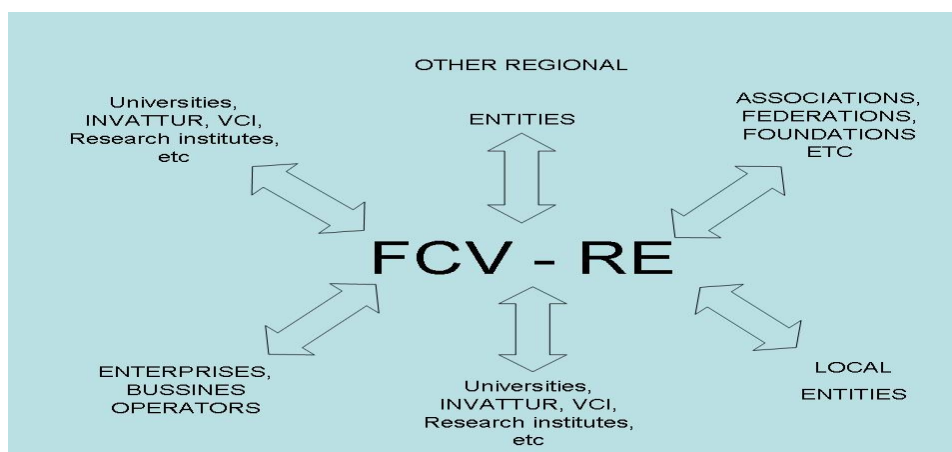 OTHER REGIONAL
ENTITIES
Universities,
INVATTUR, VCI,
Research institutes,
etc
ASSOCIATIONS,
FEDERATIONS,
FOUNDATIONS
ETC
FCV - RE
ENTERPRISES,
BUSSINES
OPERATORS
Universities,
INVATTUR, VCI,
Research institutes,
etc
LOCAL
ENTITIES